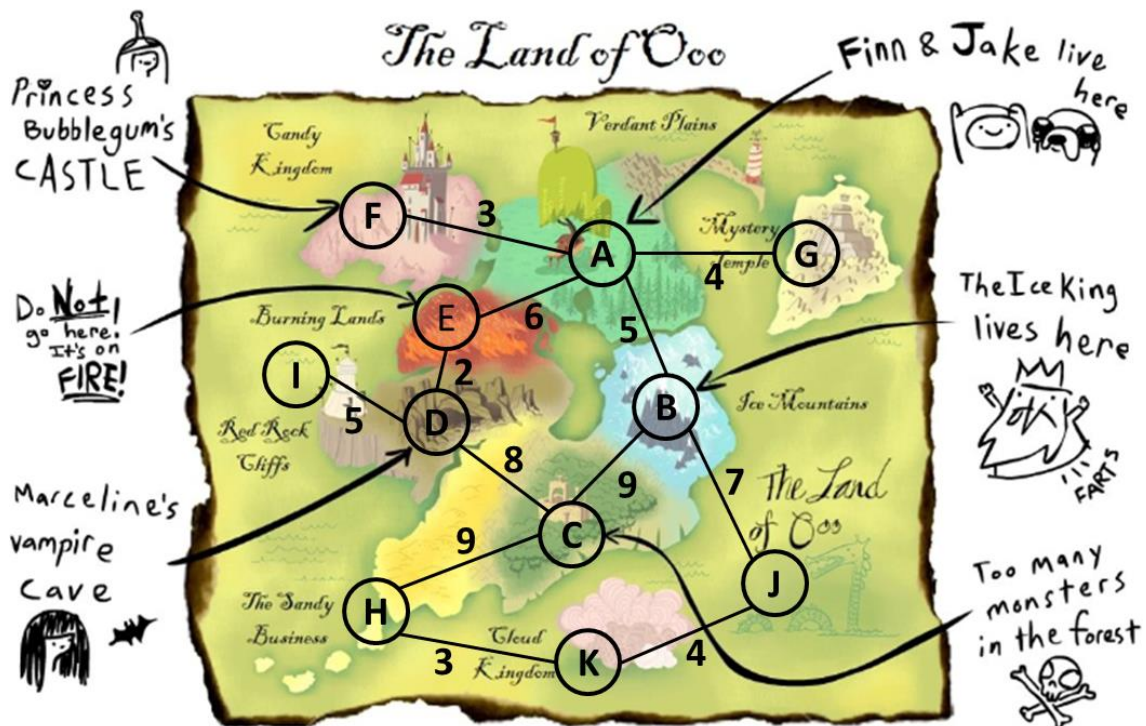 The Land of Ooo
Princess
Bubblegum's
CASTLE
Finn & Jake live
here
Candy
Kingdom
Verdant Plains
F
3
A
Mystery
Temple
G
4
Do Not!
go here!
It's on
FIRE!
Burning Lands
E
6
5
The Ice King
lives here
FARTS
I
2
5
D
B
Ice Mountains
Red Rock
Cliffs
8
9
7
The Land
of Ooo
Marceline's
vampire
cave
9
C
J
Too many
monsters
in the forest
The Sandy
Business
H
3
Cloud
Kingdom
K
4